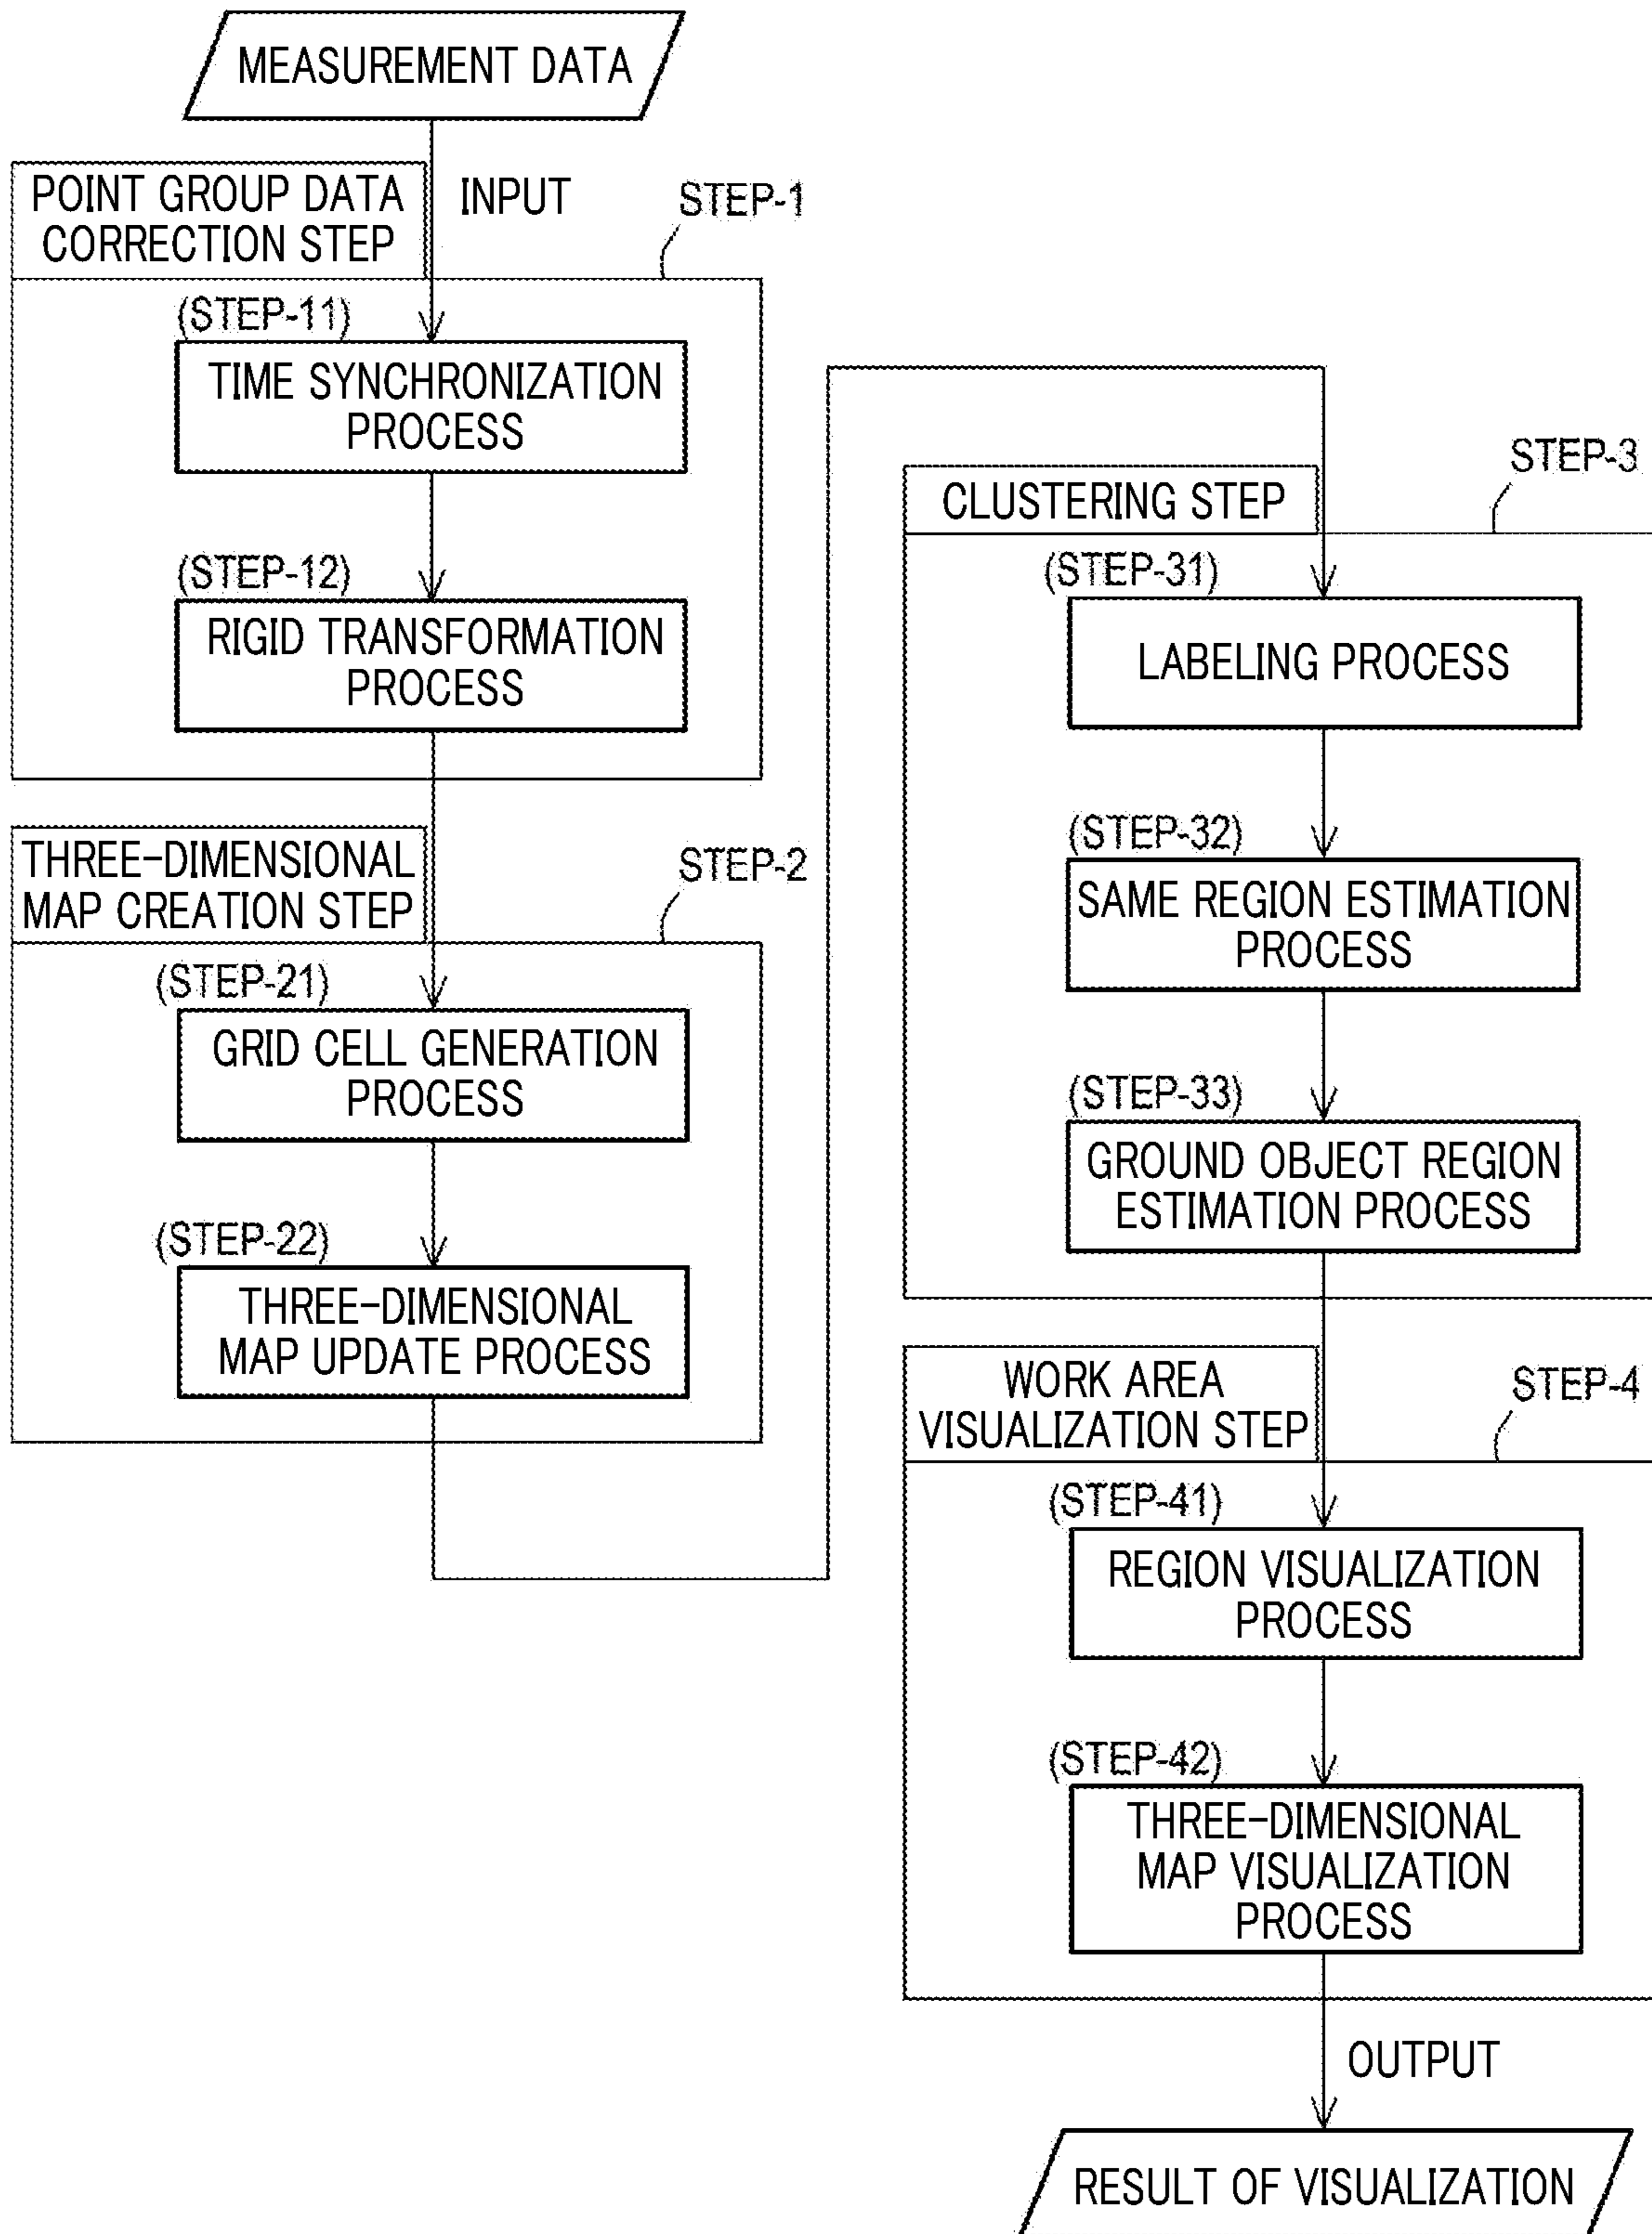 MEASUREMENT DATA
INPUT
POINT GROUP DATA
CORRECTION STEP
STEP-1
(STEP-11)
TIME SYNCHRONIZATION
PROCESS
(STEP-12)
RIGID TRANSFORMATION
PROCESS
THREE-DIMENSIONAL
MAP CREATION STEP
STEP-2
(STEP-21)
GRID CELL GENERATION
PROCESS
(STEP-22)
THREE-DIMENSIONAL
MAP UPDATE PROCESS
CLUSTERING STEP
STEP-3
(STEP-31)
LABELING PROCESS
(STEP-32)
SAME REGION ESTIMATION
PROCESS
(STEP-33)
GROUND OBJECT REGION
ESTIMATION PROCESS
WORK AREA
VISUALIZATION STEP
STEP-4
(STEP-41)
REGION VISUALIZATION
PROCESS
(STEP-42)
THREE-DIMENSIONAL
MAP VISUALIZATION
PROCESS
OUTPUT
RESULT OF VISUALIZATION